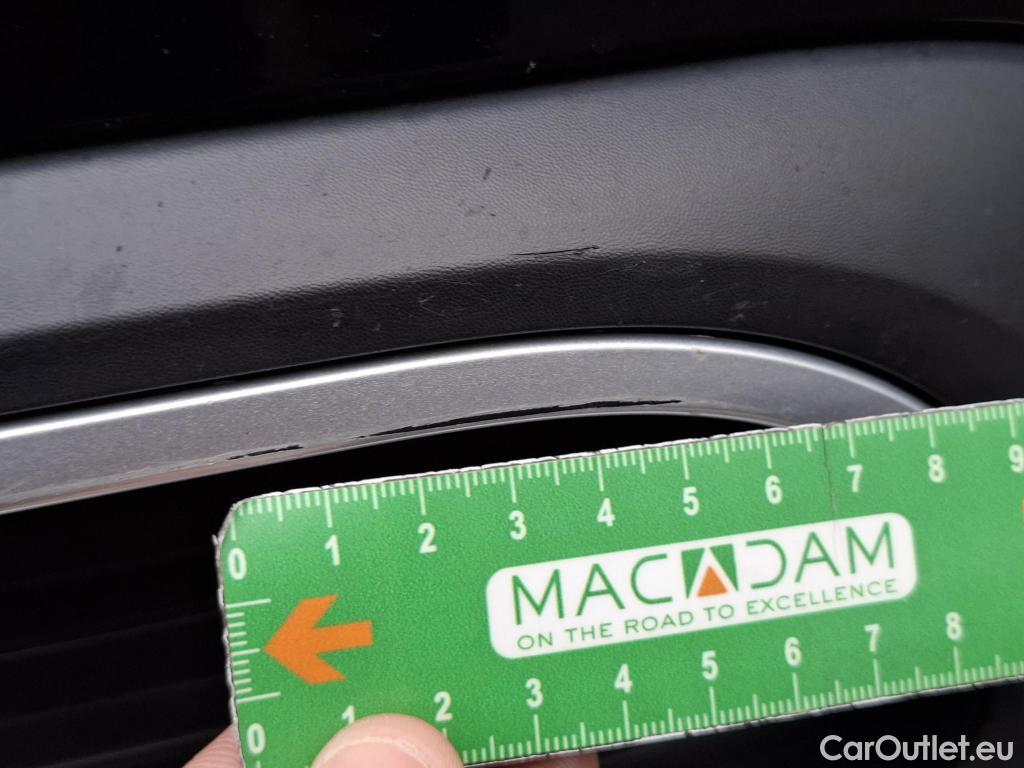 0 1 2 3 4 5 6 7 8 9
MACADAM
ON THE ROAD TO EXCELLENCE
0 1 2 3 4 5 6 7 8
CarOutlet.eu